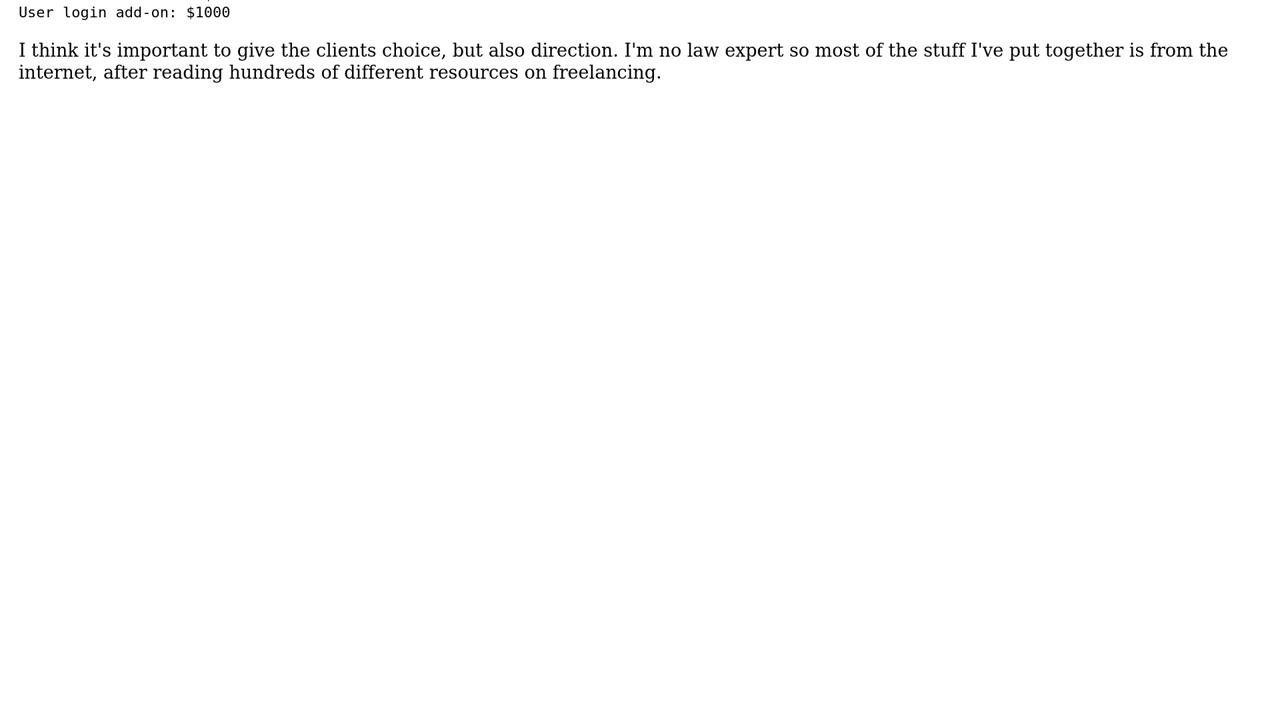 User login add-on: $1000
I think it's important to give the clients choice, but also direction. I'm no law expert so most of the stuff I've put together is from the
internet, after reading hundreds of different resources on freelancing.